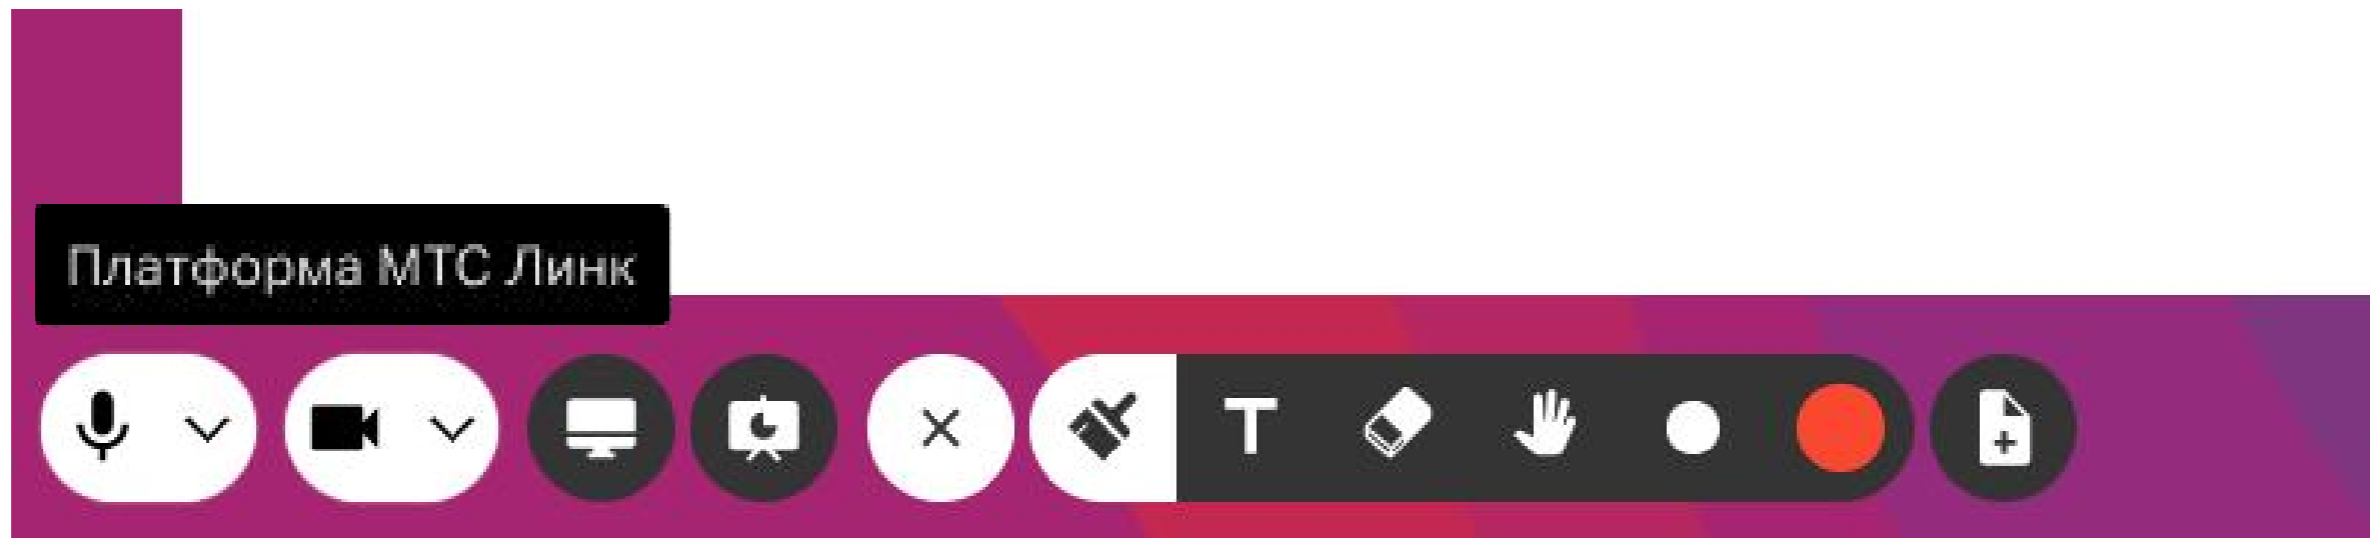 Платформа МТС Линк